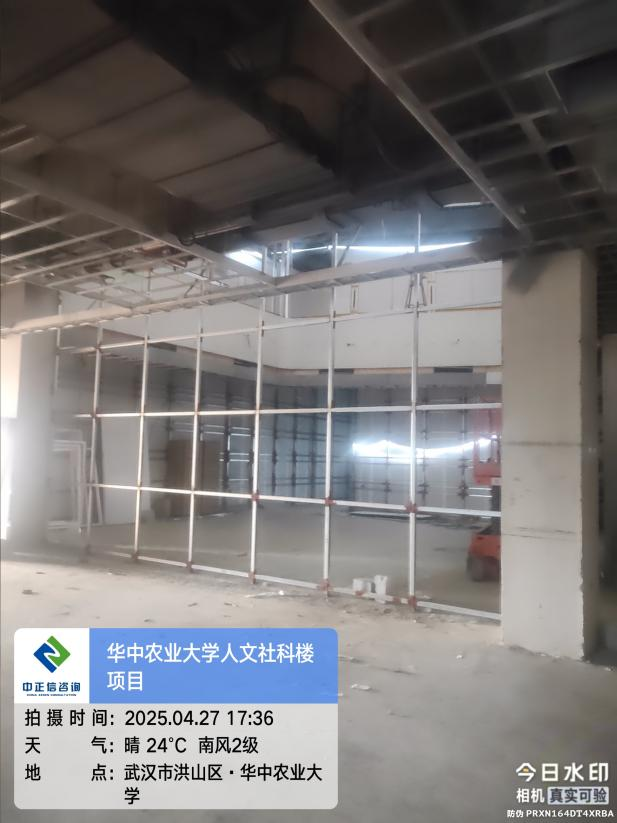 华中农业大学人文社科楼
项目
中正信咨询
拍摄时间: 2025.04.27 17:36
天 气: 晴 24℃ 南风2级
地 点: 武汉市洪山区·华中农业大
学
今日水印
相机 真实可验
防伪 PRXN164DT4XRBA